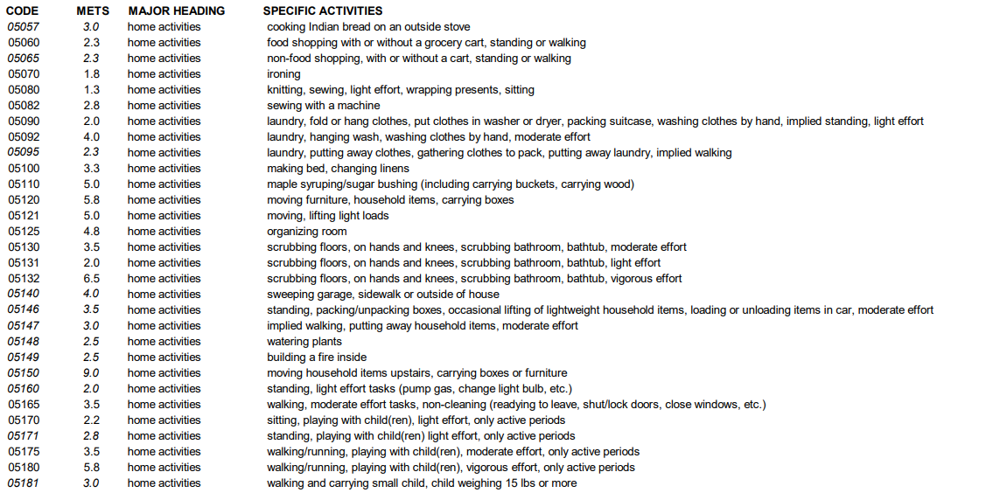 CODE METS MAJOR HEADING SPECIFIC ACTIVITIES
05057 3.0 home activities cooking Indian bread on an outside stove
05060 2.3 home activities food shopping with or without a grocery cart, standing or walking
05065 2.3 home activities non-food shopping, with or without a cart, standing or walking
05070 1.8 home activities ironing
05080 1.3 home activities knitting, sewing, light effort, wrapping presents, sitting
05082 2.8 home activities sewing with a machine
05090 2.0 home activities laundry, fold or hang clothes, put clothes in washer or dryer, packing suitcase, washing clothes by hand, implied standing, light effort
05092 4.0 home activities laundry, hanging wash, washing clothes by hand, moderate effort
05095 2.3 home activities laundry, putting away clothes, gathering clothes to pack, putting away laundry, implied walking
05100 3.3 home activities making bed, changing linens
05110 5.0 home activities maple syruping/sugar bushing (including carrying buckets, carrying wood)
05120 5.8 home activities moving furniture, household items, carrying boxes
05121 5.0 home activities moving, lifting light loads
05125 4.8 home activities organizing room
05130 3.5 home activities scrubbing floors, on hands and knees, scrubbing bathroom, bathtub, moderate effort
05131 2.0 home activities scrubbing floors, on hands and knees, scrubbing bathroom, bathtub, light effort
05132 6.5 home activities scrubbing floors, on hands and knees, scrubbing bathroom, bathtub, vigorous effort
05140 4.0 home activities sweeping garage, sidewalk or outside of house
05146 3.5 home activities standing, packing/unpacking boxes, occasional lifting of lightweight household items, loading or unloading items in car, moderate effort
05147 3.0 home activities implied walking, putting away household items, moderate effort
05148 2.5 home activities watering plants
05149 2.5 home activities building a fire inside
05150 9.0 home activities moving household items upstairs, carrying boxes or furniture
05160 2.0 home activities standing, light effort tasks (pump gas, change light bulb, etc.)
05165 3.5 home activities walking, moderate effort tasks, non-cleaning (readying to leave, shut/lock doors, close windows, etc.)
05170 2.2 home activities sitting, playing with child(ren), light effort, only active periods
05171 2.8 home activities standing, playing with child(ren) light effort, only active periods
05175 3.5 home activities walking/running, playing with child(ren), moderate effort, only active periods
05180 5.8 home activities walking/running, playing with child(ren), vigorous effort, only active periods
05181 3.0 home activities walking and carrying small child, child weighing 15 lbs or more